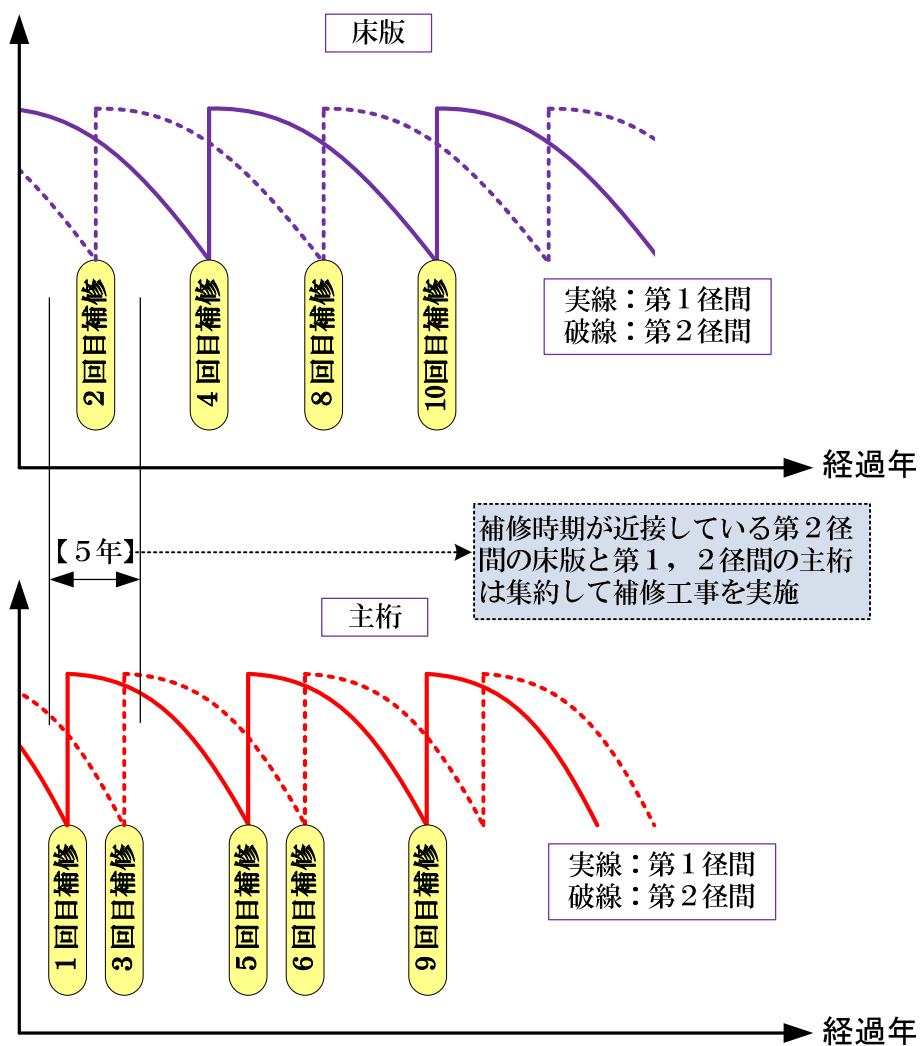 床版
2回目補修
4回目補修
8回目補修
10回目補修
実線：第１径間
破線：第２径間
経過年
【５年】
補修時期が近接している第２径
間の床版と第１，２径間の主桁
は集約して補修工事を実施
主桁
1回目補修
3回目補修
5回目補修
6回目補修
9回目補修
実線：第１径間
破線：第２径間
経過年